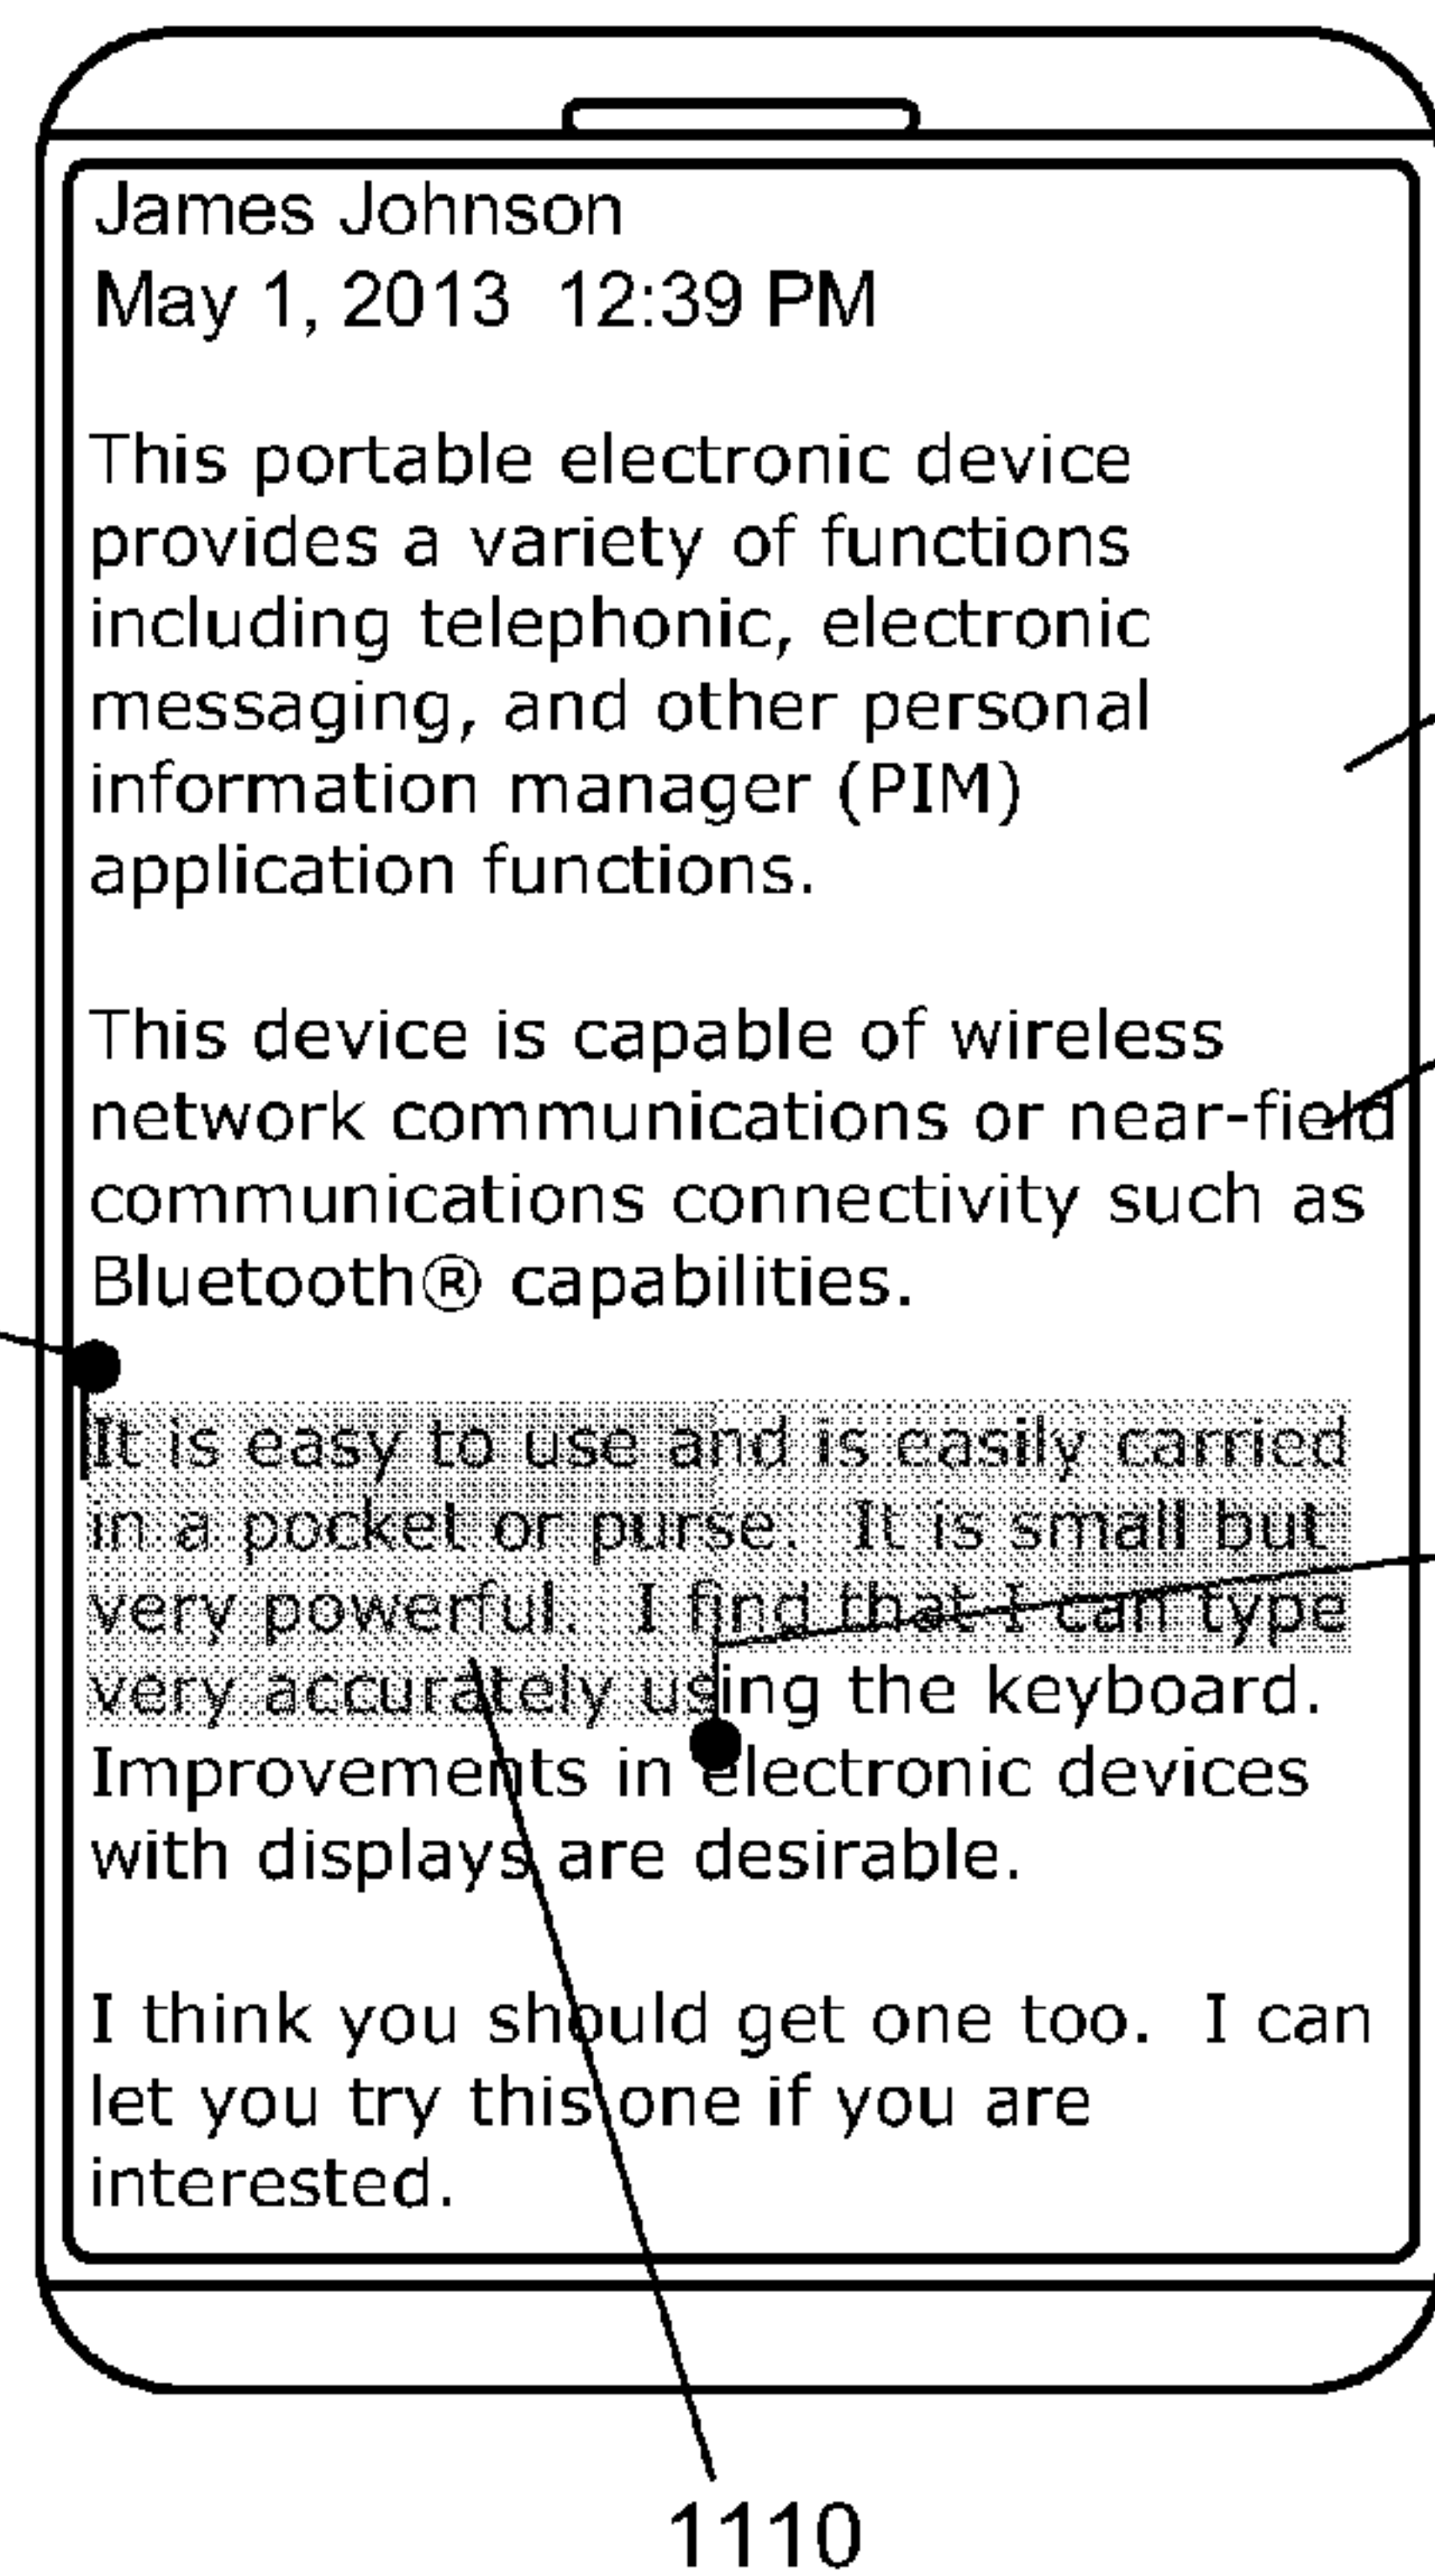 James Johnson
May 1, 2013  12:39 PM
This portable electronic device
provides a variety of functions
including telephonic, electronic
messaging, and other personal
information manager (PIM)
application functions.
This device is capable of wireless
network communications or near-field
communications connectivity such as
Bluetooth® capabilities.
It is easy to use and is easily carried
in a pocket or purse.  It is small but
very powerful.  I find that I can type
very accurately using the keyboard.
Improvements in electronic devices
with displays are desirable.
I think you should get one too.  I can
let you try this one if you are
interested.
1110